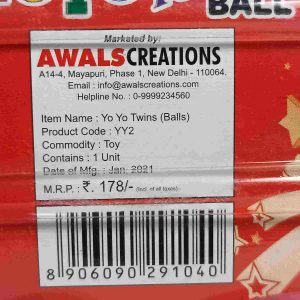 BALL
Marketed by:
AWALS CREATIONS
A14-4, Mayapuri, Phase 1, New Delhi - 110064.
Email : info@awalscreations.com
Helpline No. : 0-9999234560
Item Name : Yo Yo Twins (Balls)
Product Code : YY2
Commodity : Toy
Contains : 1 Unit
Date of Mfg : Jan. 2021
M.R.P. : ₹. 178/- (Incl. of all taxes)
8 906090 291040